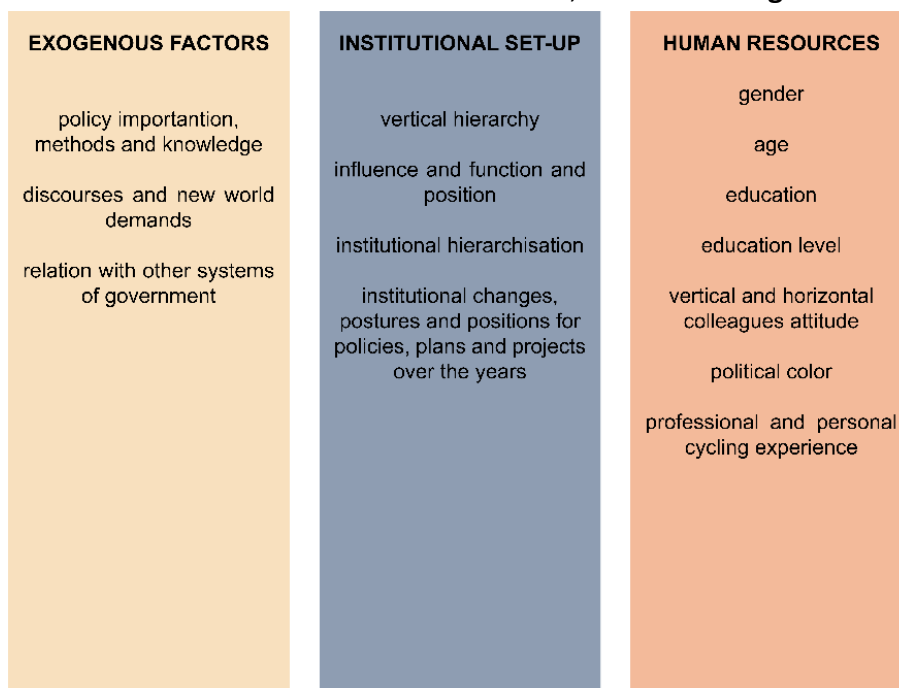 EXOGENOUS FACTORS
policy importantion,
methods and knowledge
discourses and new world
demands
relation with other systems
of government
INSTITUTIONAL SET-UP
vertical hierarchy
influence and function and
position
institutional hierarchisation
institutional changes,
postures and positions for
policies, plans and projects
over the years
HUMAN RESOURCES
gender
age
education
education level
vertical and horizontal
colleagues attitude
political color
professional and personal
cycling experience